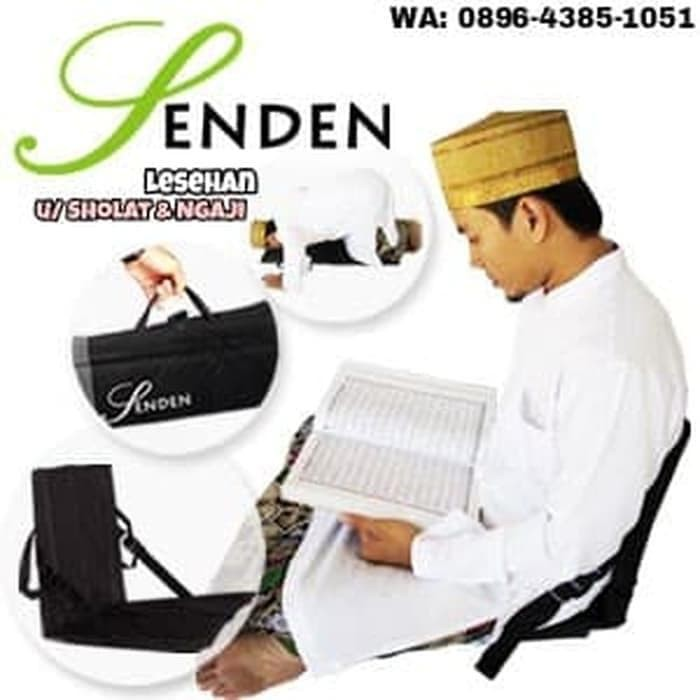 WA: 0896-4385-1051
SENDEN
LESEHAN
u/ SHOLAT & NGAJI
SENDEN